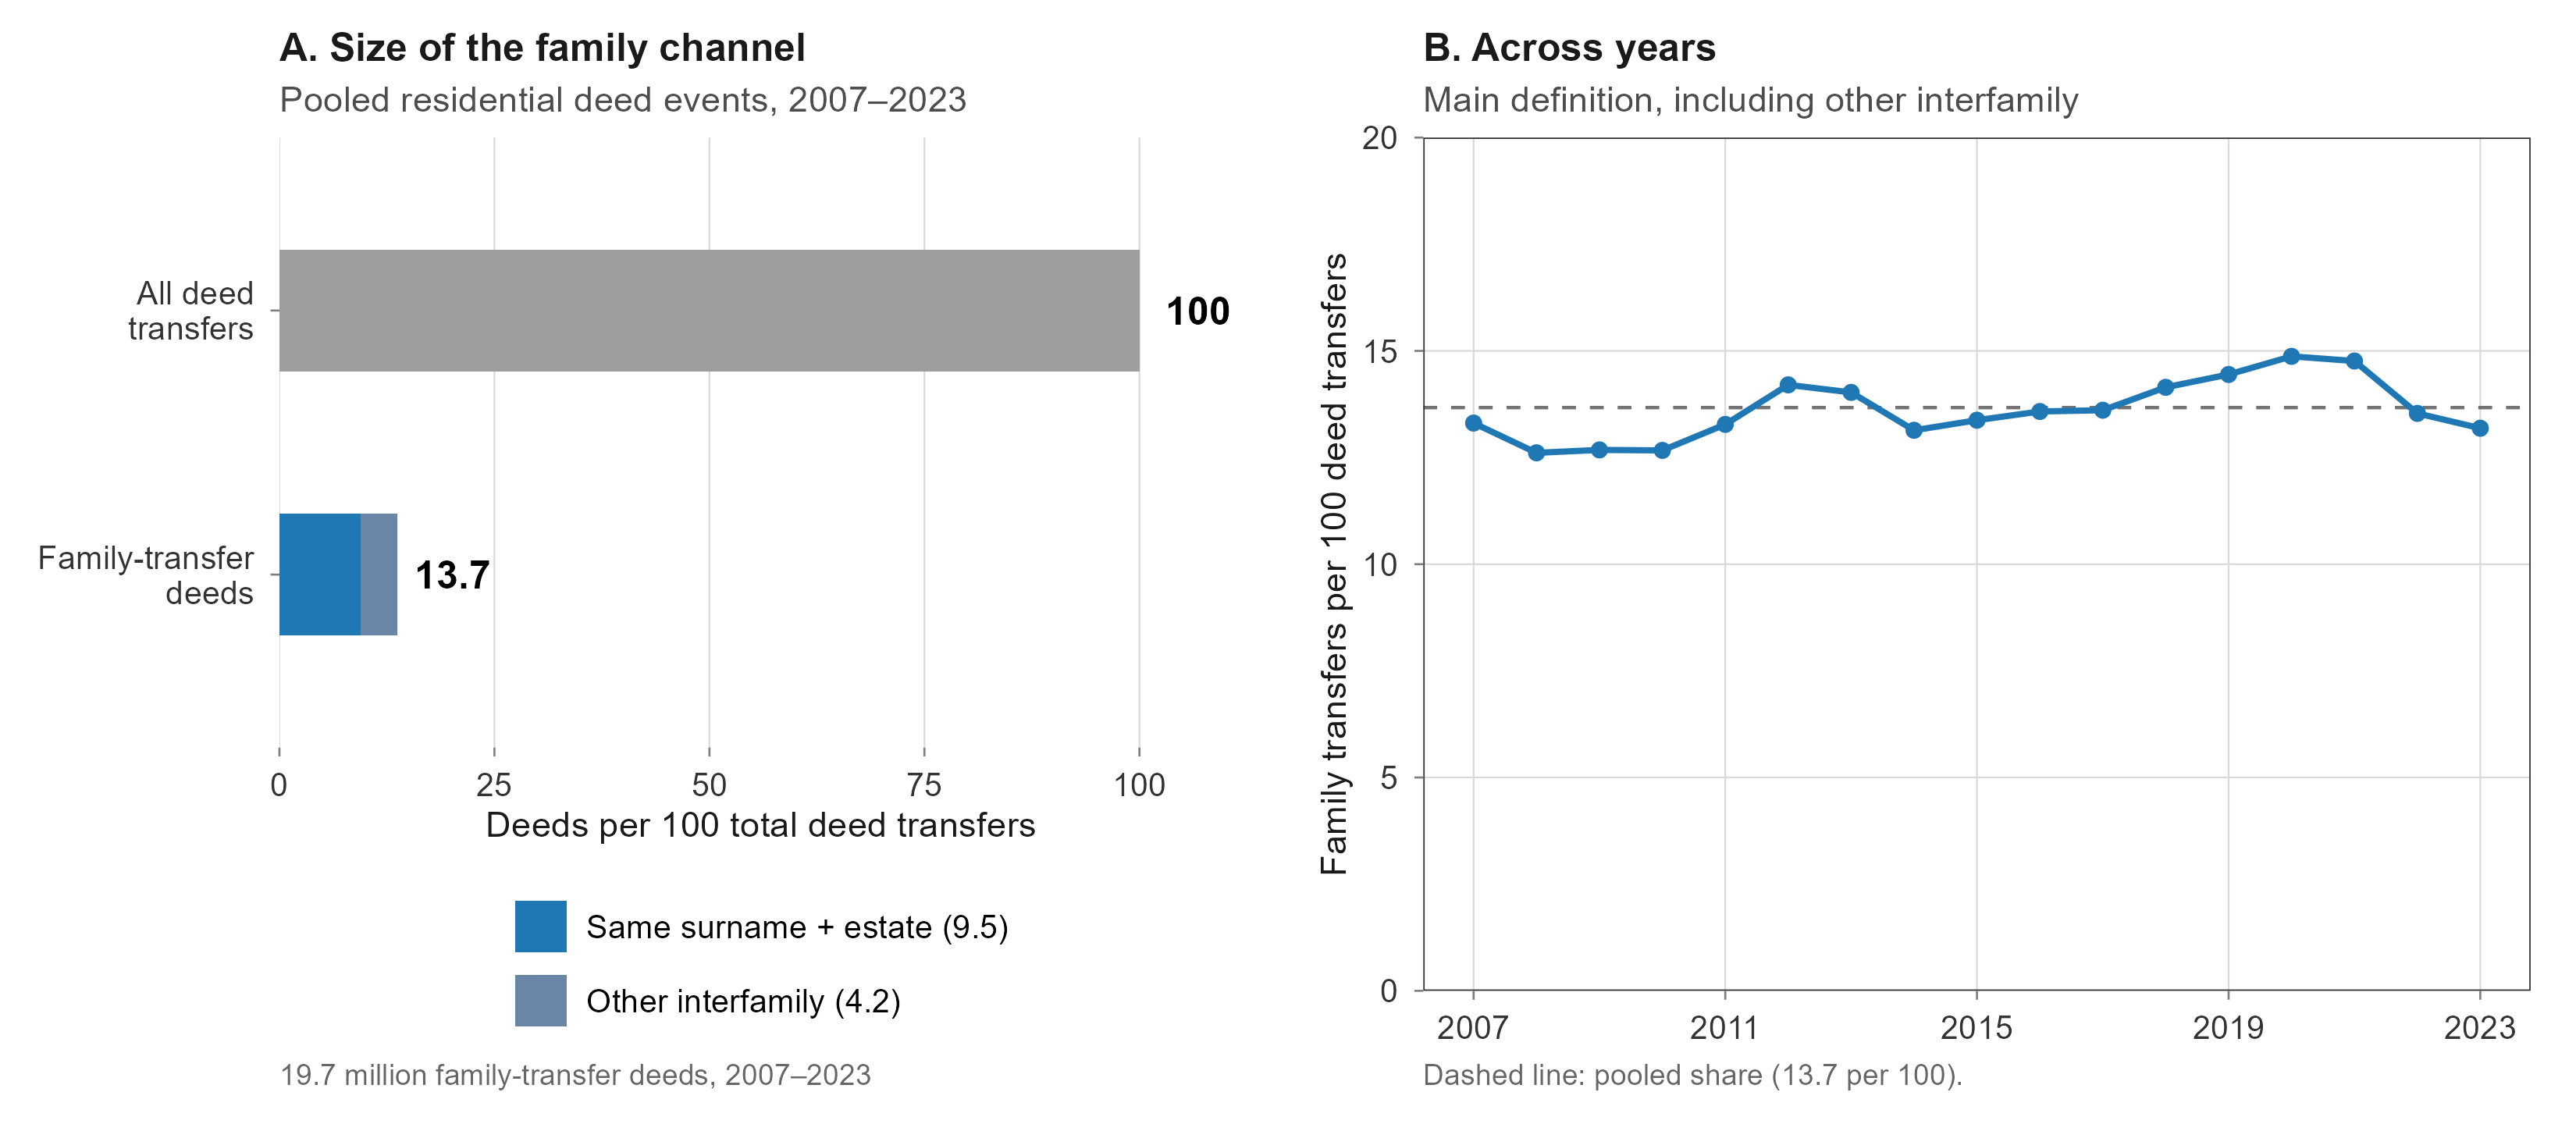 A. Size of the family channel
Pooled residential deed events, 2007–2023
All deed
transfers
100
Family-transfer
deeds
13.7
0 25 50 75 100
Deeds per 100 total deed transfers
Same surname + estate (9.5)
Other interfamily (4.2)
19.7 million family-transfer deeds, 2007–2023
B. Across years
Main definition, including other interfamily
Family transfers per 100 deed transfers
20
15
10
5
0
2007 2011 2015 2019 2023
Dashed line: pooled share (13.7 per 100).